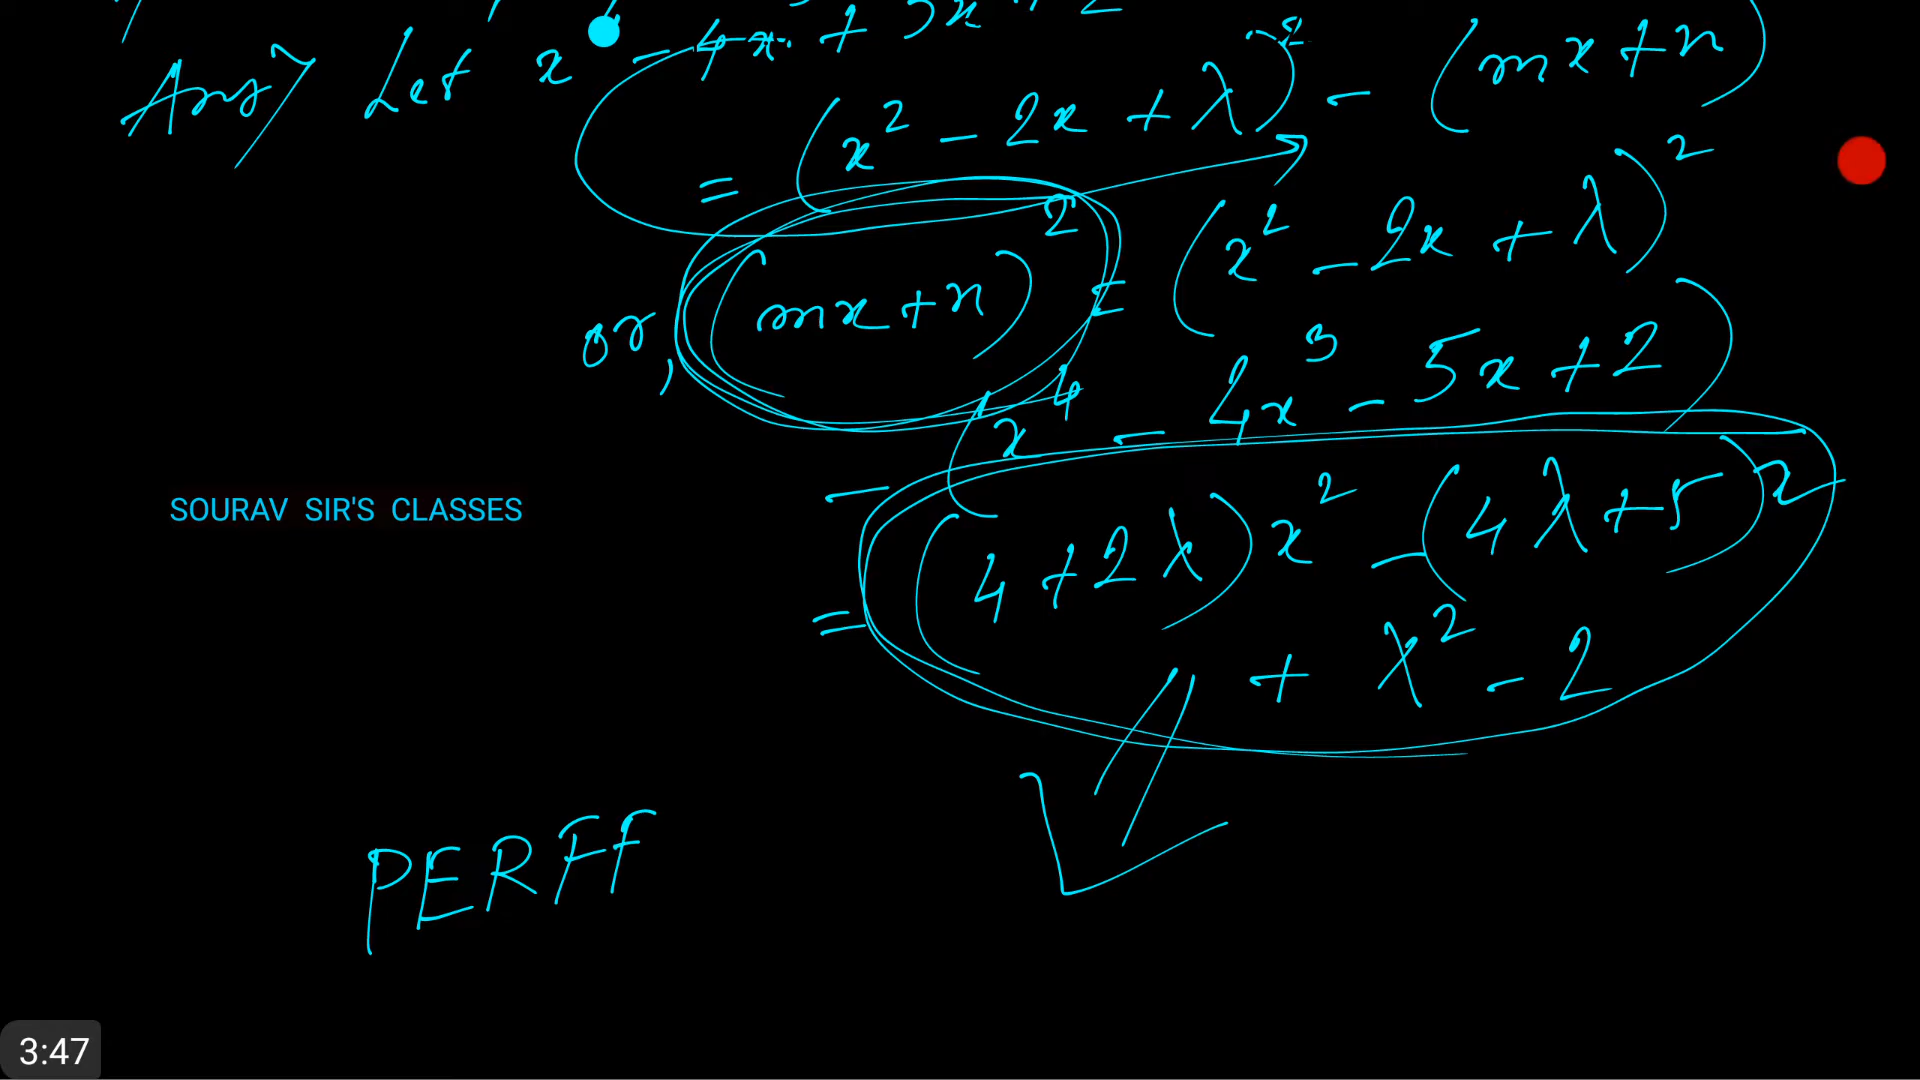 Ans> Let x⁴ - 4x³ + 5x + 2
= (x² - 2x + λ)² - (mx + n)²
or, (mx + n)² = (x² - 2x + λ)²
- (x⁴ - 4x³ - 5x + 2)
= (4 + 2λ)x² - (4λ + 5)x
+ λ² - 2
SOURAV SIR'S CLASSES
PERFF
3:47